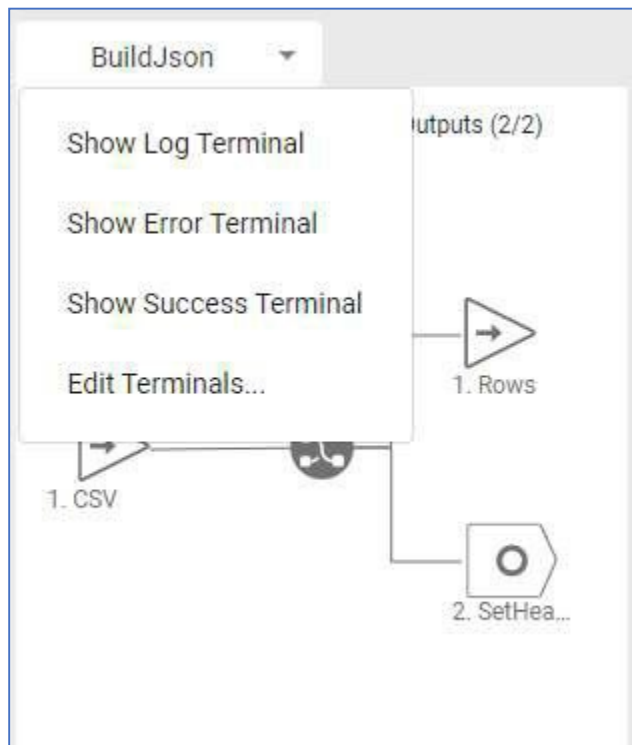 BuildJson
Show Log Terminal
utputs (2/2)
Show Error Terminal
Show Success Terminal
Edit Terminals...
1. Rows
1. CSV
2. SetHea...